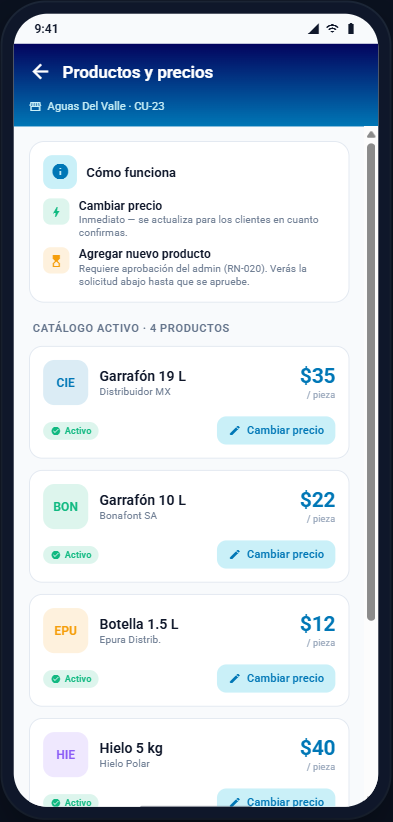 9:41
Productos y precios
Aguas Del Valle · CU-23
Cómo funciona
Cambiar precio
Inmediato — se actualiza para los clientes en cuanto
confirmas.
Agregar nuevo producto
Requiere aprobación del admin (RN-020). Verás la
solicitud abajo hasta que se apruebe.
CATÁLOGO ACTIVO · 4 PRODUCTOS
CIE
Garrafón 19 L
Distribuidor MX
$35
/ pieza
Activo
Cambiar precio
BON
Garrafón 10 L
Bonafont SA
$22
/ pieza
Activo
Cambiar precio
EPU
Botella 1.5 L
Epura Distrib.
$12
/ pieza
Activo
Cambiar precio
HIE
Hielo 5 kg
Hielo Polar
$40
/ pieza
Activo
Cambiar precio